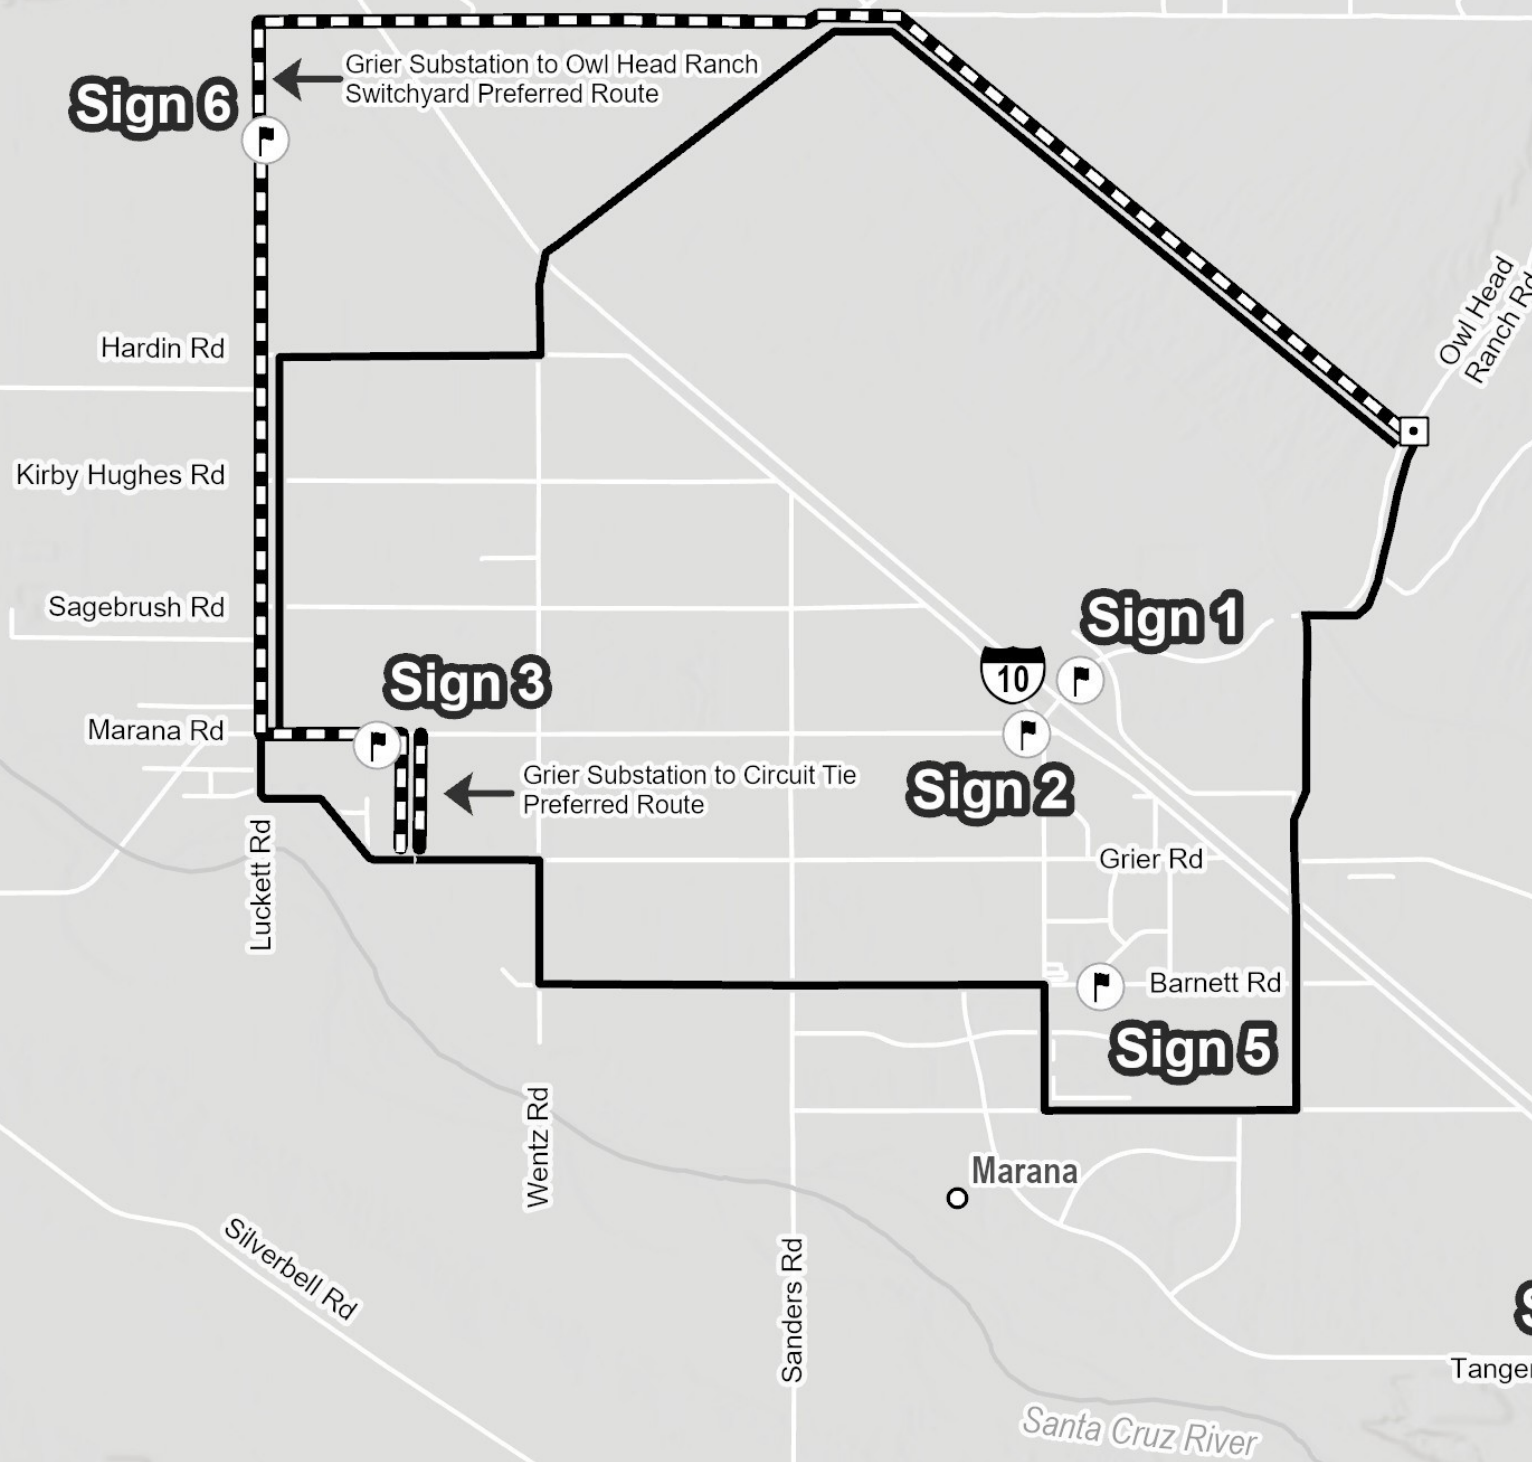 Grier Substation to Owl Head Ranch
Switchyard Preferred Route
Sign 6
Owl Head
Ranch Rd
Hardin Rd
Kirby Hughes Rd
Sagebrush Rd
Sign 1
Sign 3
10
Marana Rd
Grier Substation to Circuit Tie
Preferred Route
Sign 2
Luckett Rd
Grier Rd
Barnett Rd
Sign 5
Wentz Rd
Marana
Silverbell Rd
Sanders Rd
S
Tanger
Santa Cruz River